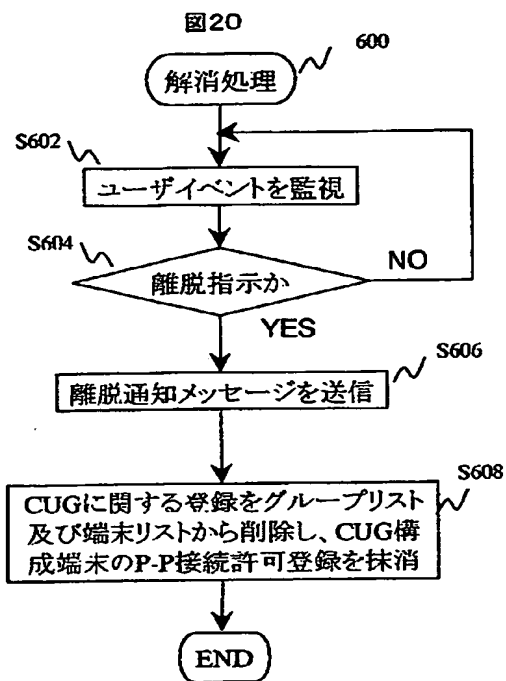 図20
600
解消処理
S602
ユーザイベントを監視
S604
離脱指示か
NO
YES
S606
離脱通知メッセージを送信
S608
CUGに関する登録をグループリスト
及び端末リストから削除し、CUG構
成端末のP-P接続許可登録を抹消
END